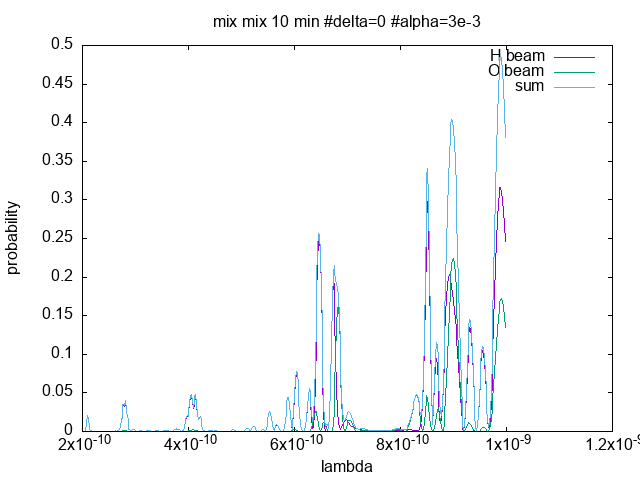 mix mix 10 min #delta=0 #alpha=3e-3
0.5
H beam
O beam
0.45
sum
0.4
0.35
0.3
0.25
0.2
0.15
0.1
0.05
0
probability
2x10⁻¹⁰ 4x10⁻¹⁰ 6x10⁻¹⁰ 8x10⁻¹⁰ 1x10⁻⁹ 1.2x10⁻⁹
lambda